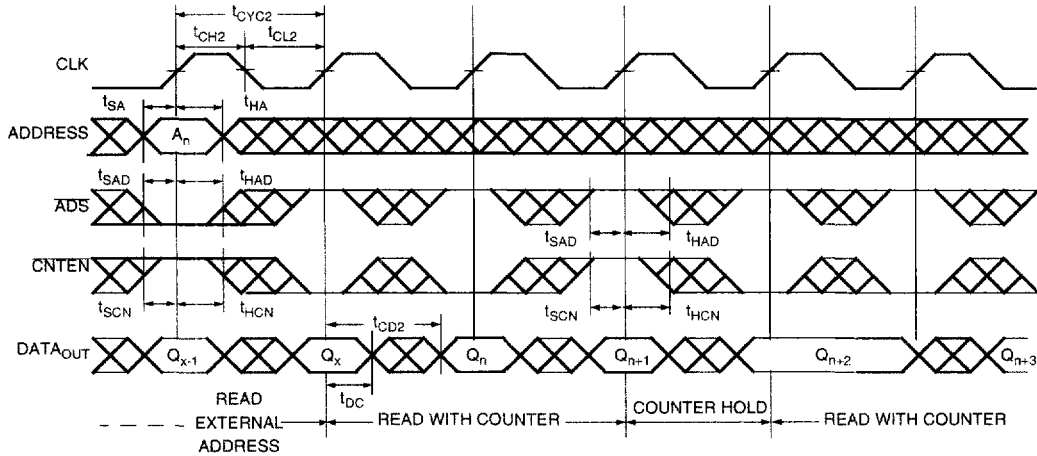 tCYC2
tCH2 tCL2
CLK
tSA tHA
ADDRESS An
tSAD tHAD
ADS
tSAD tHAD
CNTEN
tSCN tHCN tSCN tHCN
tCD2
DATAOUT Qx-1 Qx Qn Qn+1 Qn+2 Qn+3
tDC
READ EXTERNAL ADDRESS
READ WITH COUNTER
COUNTER HOLD
READ WITH COUNTER